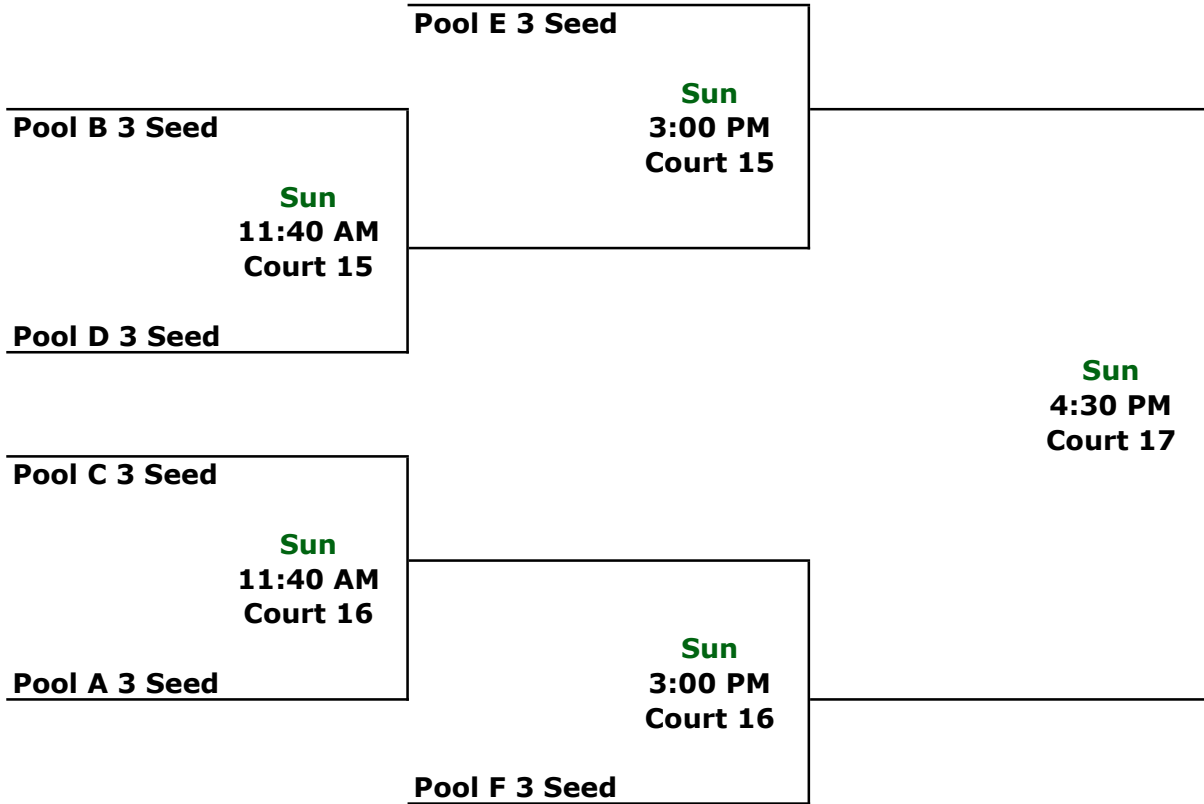 Pool E 3 Seed
Sun
3:00 PM
Court 15
Pool B 3 Seed
Sun
11:40 AM
Court 15
Pool D 3 Seed
Sun
4:30 PM
Court 17
Pool C 3 Seed
Sun
11:40 AM
Court 16
Pool A 3 Seed
Sun
3:00 PM
Court 16
Pool F 3 Seed